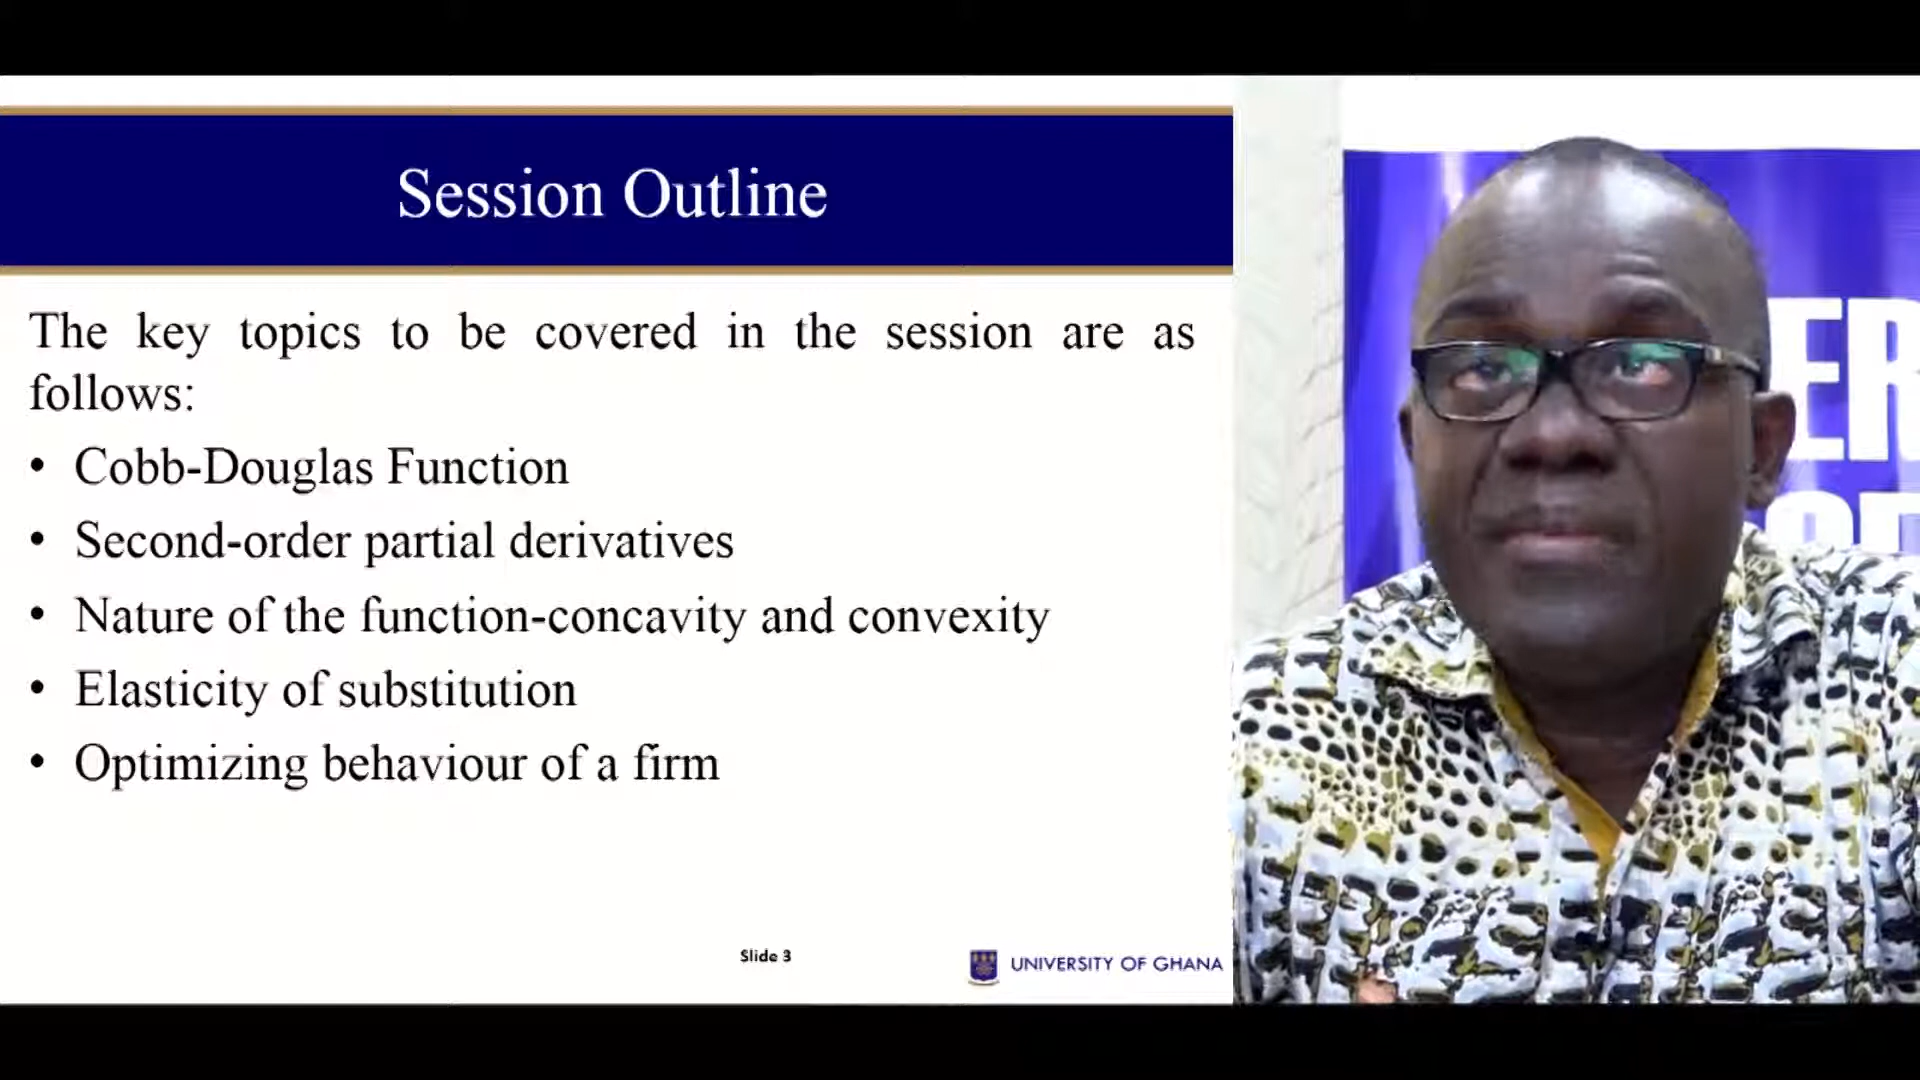 Session Outline
The key topics to be covered in the session are as
follows:
• Cobb-Douglas Function
• Second-order partial derivatives
• Nature of the function-concavity and convexity
• Elasticity of substitution
• Optimizing behaviour of a firm
Slide 3
UNIVERSITY OF GHANA
ER